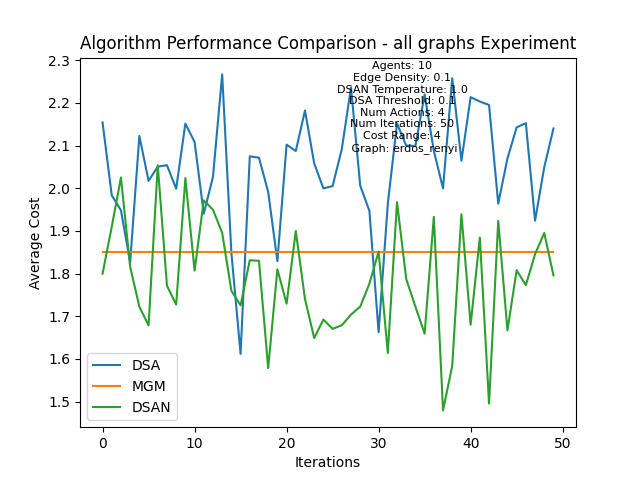 Algorithm Performance Comparison - all graphs Experiment
Agents: 10
Edge Density: 0.1
DSAN Temperature: 1.0
DSA Threshold: 0.1
Num Actions: 4
Num Iterations: 50
Cost Range: 4
Graph: erdos_renyi
2.3
2.2
2.1
2.0
1.9
1.8
1.7
1.6
1.5
Average Cost
DSA
MGM
DSAN
0 10 20 30 40 50
Iterations